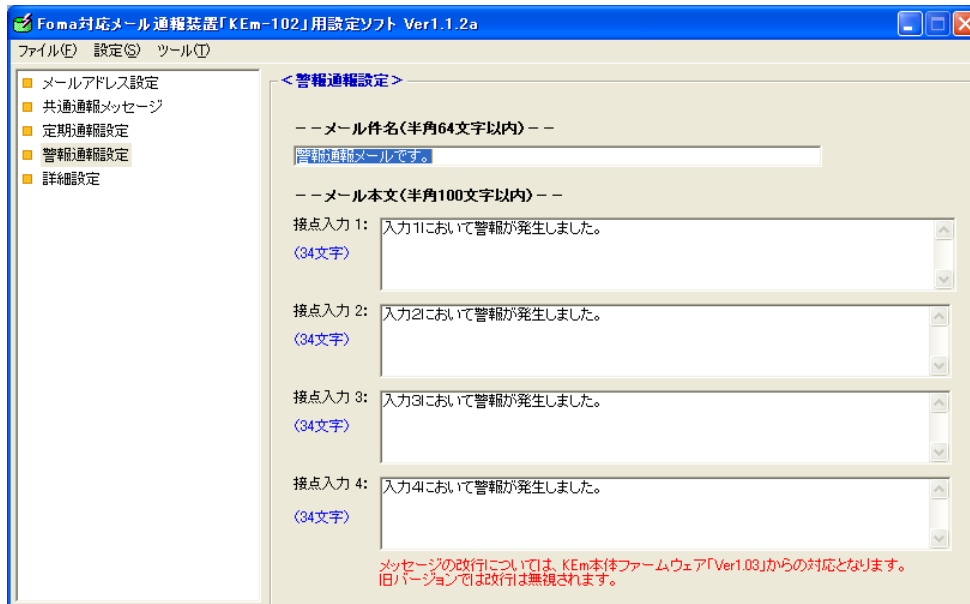 Foma対応メール通報装置「KEm-102」用設定ソフト Ver1.1.2a
ファイル(F) 設定(S) ツール(T)
メールアドレス設定
共通通報メッセージ
定期通報設定
警報通報設定
詳細設定
＜警報通報設定＞
－－メール件名(半角64文字以内)－－
警報通報メールです。
－－メール本文(半角100文字以内)－－
接点入力 1:
(34文字)
入力1において警報が発生しました。
接点入力 2:
(34文字)
入力2において警報が発生しました。
接点入力 3:
(34文字)
入力3において警報が発生しました。
接点入力 4:
(34文字)
入力4において警報が発生しました。
メッセージの改行については、KEm本体ファームウェア「Ver1.03」からの対応となります。
旧バージョンでは改行は無視されます。